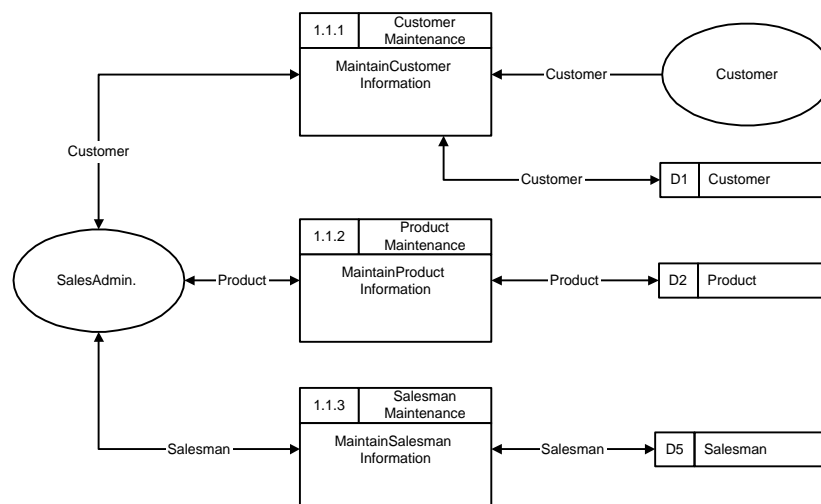 1.1.1
Customer
Maintenance
MaintainCustomer
Information
Customer
Customer
Customer
Customer
D1
Customer
1.1.2
Product
Maintenance
SalesAdmin.
Product
MaintainProduct
Information
Product
D2
Product
1.1.3
Salesman
Maintenance
Salesman
MaintainSalesman
Information
Salesman
D5
Salesman